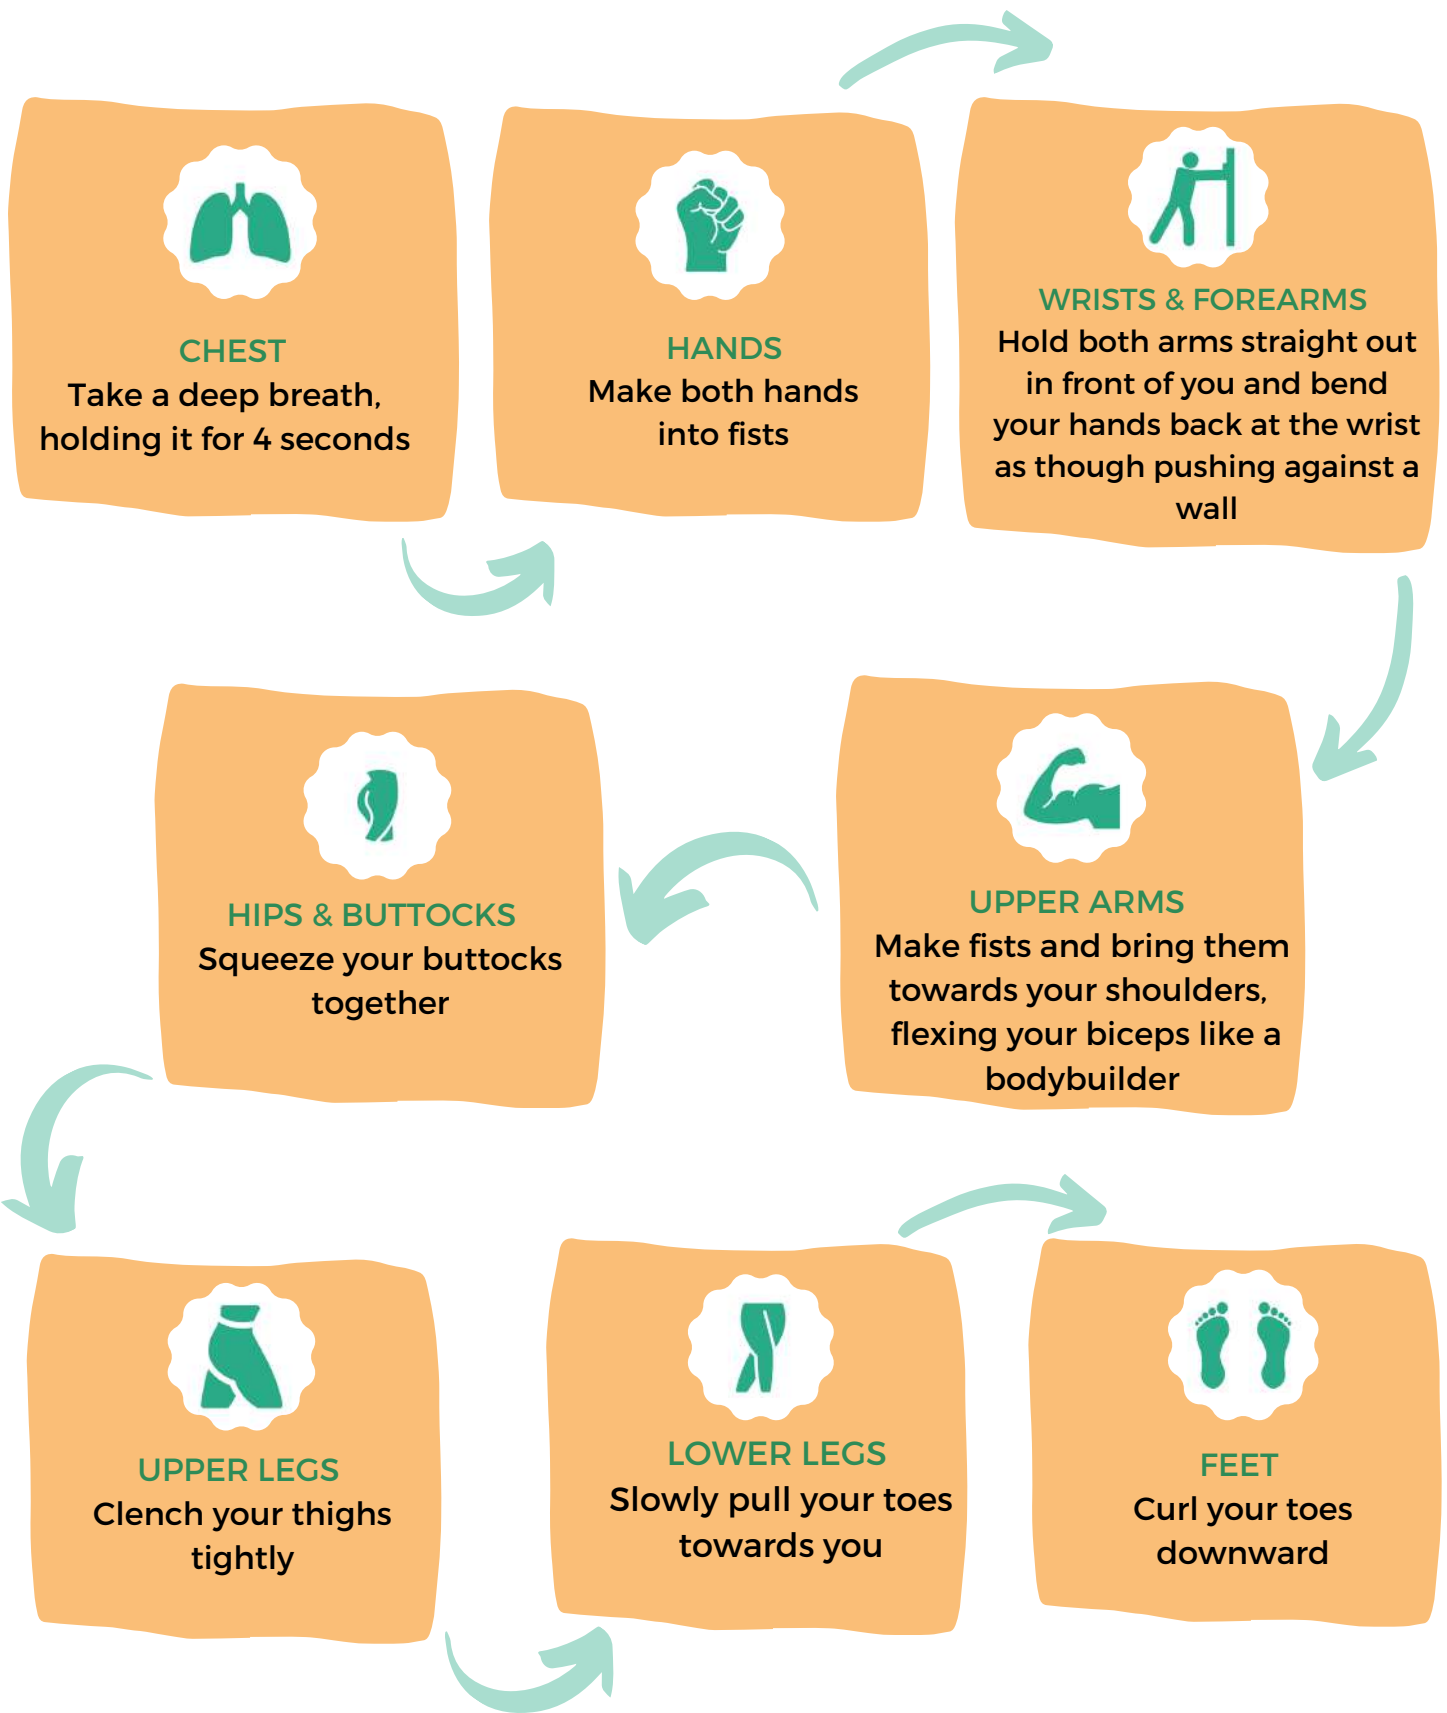 CHEST
Take a deep breath,
holding it for 4 seconds
HANDS
Make both hands
into fists
WRISTS & FOREARMS
Hold both arms straight out
in front of you and bend
your hands back at the wrist
as though pushing against a
wall
UPPER ARMS
Make fists and bring them
towards your shoulders,
flexing your biceps like a
bodybuilder
HIPS & BUTTOCKS
Squeeze your buttocks
together
UPPER LEGS
Clench your thighs
tightly
LOWER LEGS
Slowly pull your toes
towards you
FEET
Curl your toes
downward